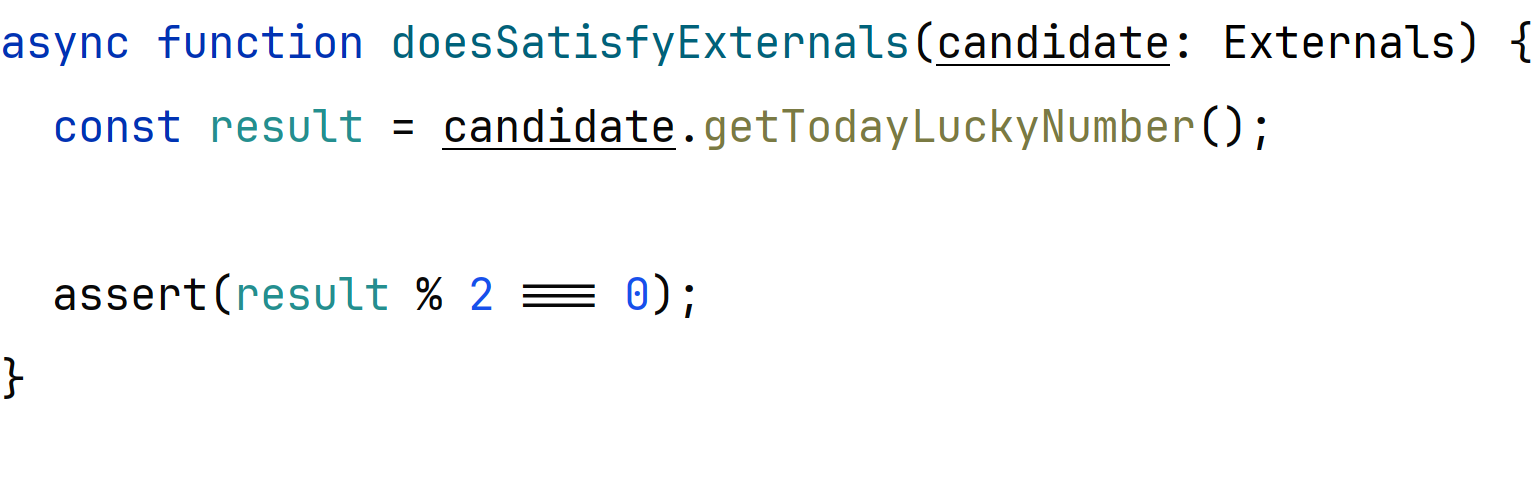 async function doesSatisfyExternals(candidate: Externals) {
  const result = candidate.getTodayLuckyNumber();
  assert(result % 2 === 0);
}